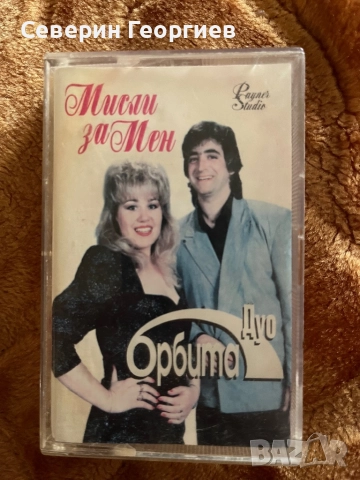 Северин Георгиев
Мисли
за Мен
Payner
Studio
Дуо
Орбита
BAZAR